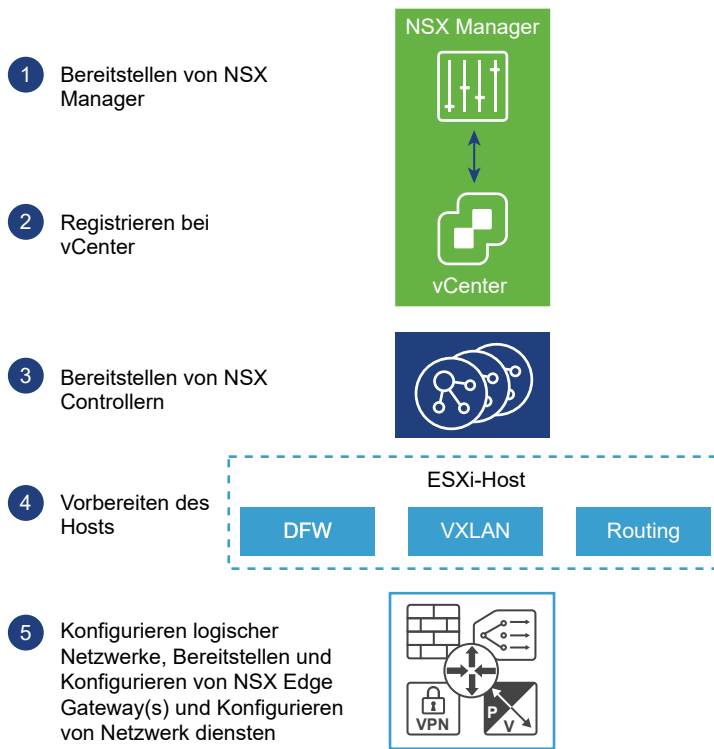 NSX Manager
1
Bereitstellen von NSX
Manager
2
Registrieren bei
vCenter
vCenter
3
Bereitstellen von NSX
Controllern
ESXi-Host
4
Vorbereiten des
Hosts
DFW
VXLAN
Routing
5
Konfigurieren logischer
Netzwerke, Bereitstellen und
Konfigurieren von NSX Edge
Gateway(s) und Konfigurieren
von Netzwerk diensten
VPN
P
V